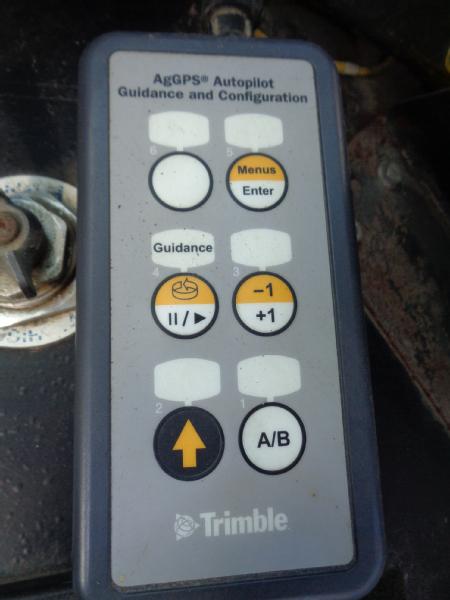 AgGPS® Autopilot
Guidance and Configuration
6
5
Menus
Enter
Guidance
4
3
II/►
−1
+1
2
1
A/B
Trimble